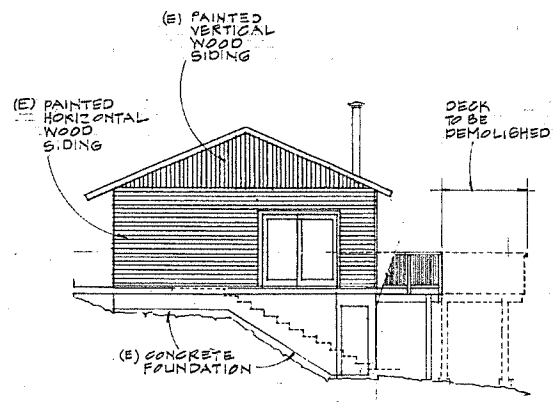 (E) PAINTED
VERTICAL
WOOD
SIDING
(E) PAINTED
HORIZONTAL
WOOD
SIDING
DECK
TO BE
DEMOLISHED
(E) CONCRETE
FOUNDATION